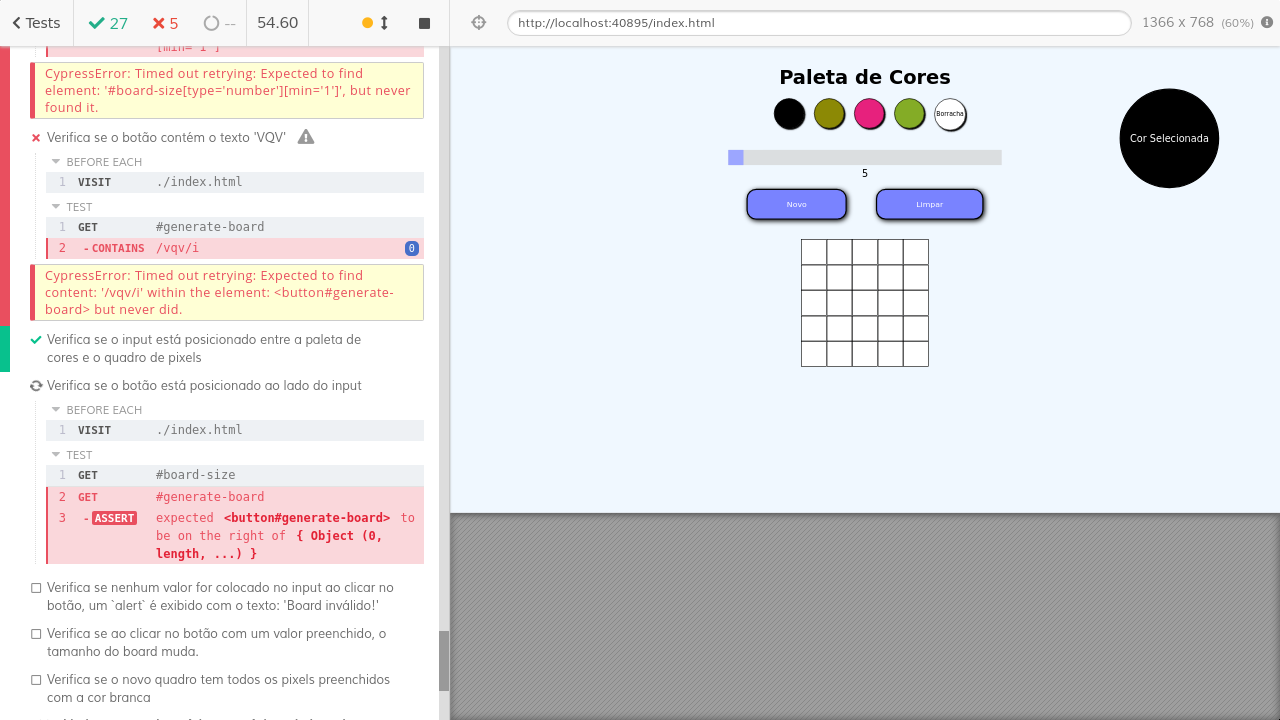 Tests
27
5
--
54.60
http://localhost:40895/index.html
1366 x 768 (60%)
[min='1']
CypressError: Timed out retrying: Expected to find
element: '#board-size[type='number'][min='1']', but never
found it.
Verifica se o botão contém o texto 'VQV'
BEFORE EACH
1 VISIT ./index.html
TEST
1 GET #generate-board
2 -CONTAINS /vqv/i 0
CypressError: Timed out retrying: Expected to find
content: '/vqv/i' within the element: <button#generate-
board> but never did.
Verifica se o input está posicionado entre a paleta de
cores e o quadro de pixels
Verifica se o botão está posicionado ao lado do input
BEFORE EACH
1 VISIT ./index.html
TEST
1 GET #board-size
2 GET #generate-board
3 -ASSERT expected <button#generate-board> to
be on the right of { Object (0,
length, ...) }
Verifica se nenhum valor for colocado no input ao clicar no
botão, um `alert` é exibido com o texto: 'Board inválido!'
Verifica se ao clicar no botão com um valor preenchido, o
tamanho do board muda.
Verifica se o novo quadro tem todos os pixels preenchidos
com a cor branca
Paleta de Cores
Borracha
Cor Selecionada
5
Novo
Limpar